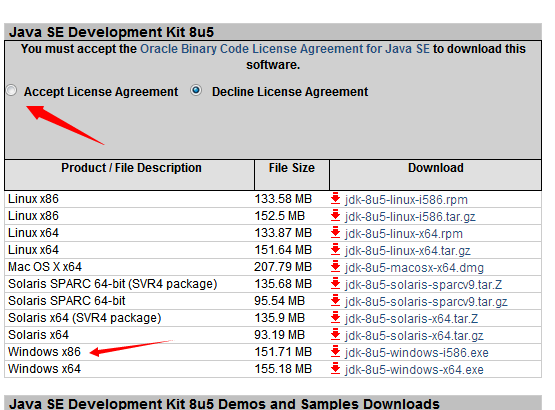 Java SE Development Kit 8u5
You must accept the Oracle Binary Code License Agreement for Java SE to download this
software.
Accept License Agreement Decline License Agreement
Product / File Description File Size Download
Linux x86 133.58 MB jdk-8u5-linux-i586.rpm
Linux x86 152.5 MB jdk-8u5-linux-i586.tar.gz
Linux x64 133.87 MB jdk-8u5-linux-x64.rpm
Linux x64 151.64 MB jdk-8u5-linux-x64.tar.gz
Mac OS X x64 207.79 MB jdk-8u5-macosx-x64.dmg
Solaris SPARC 64-bit (SVR4 package) 135.68 MB jdk-8u5-solaris-sparcv9.tar.Z
Solaris SPARC 64-bit 95.54 MB jdk-8u5-solaris-sparcv9.tar.gz
Solaris x64 (SVR4 package) 135.9 MB jdk-8u5-solaris-x64.tar.Z
Solaris x64 93.19 MB jdk-8u5-solaris-x64.tar.gz
Windows x86 151.71 MB jdk-8u5-windows-i586.exe
Windows x64 155.18 MB jdk-8u5-windows-x64.exe
Java SE Development Kit 8u5 Demos and Samples Downloads